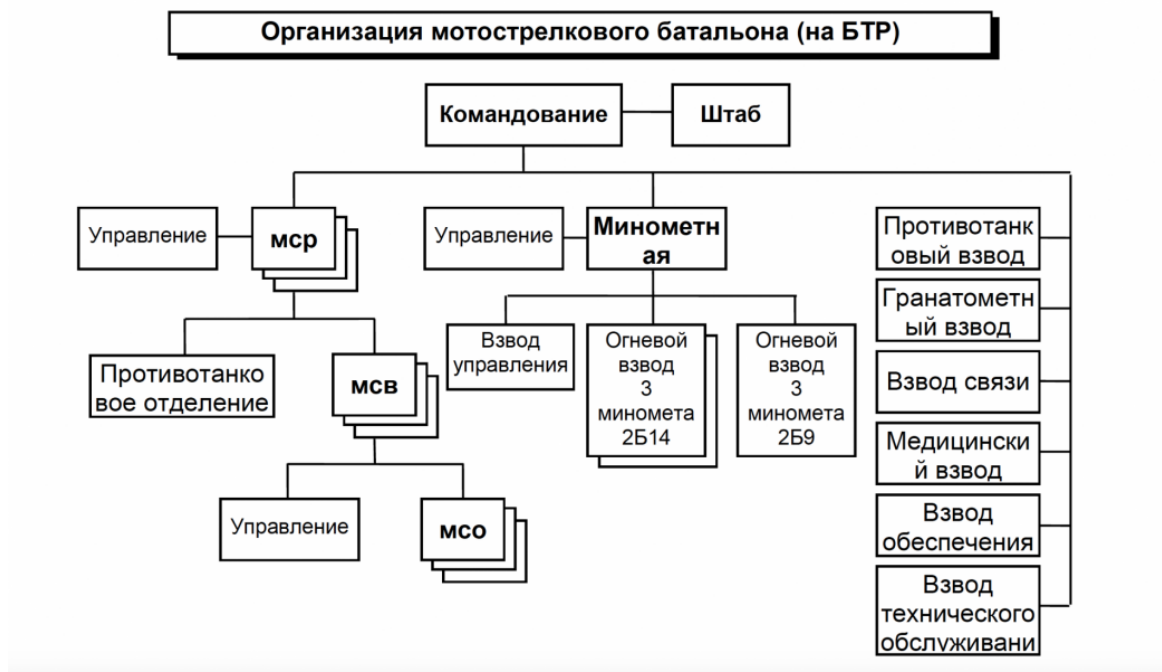 Организация мотострелкового батальона (на БТР)
Командование
Штаб
Управление
мср
Управление
Минометн
ая
Противотанк
овый взвод
Гранатометн
ый взвод
Взвод связи
Медицински
й взвод
Взвод
обеспечения
Взвод
технического
обслуживани
Противотанко
вое отделение
мсв
Взвод
управления
Огневой
взвод
3
миномета
2Б14
Огневой
взвод
3
миномета
2Б9
Управление
мсо